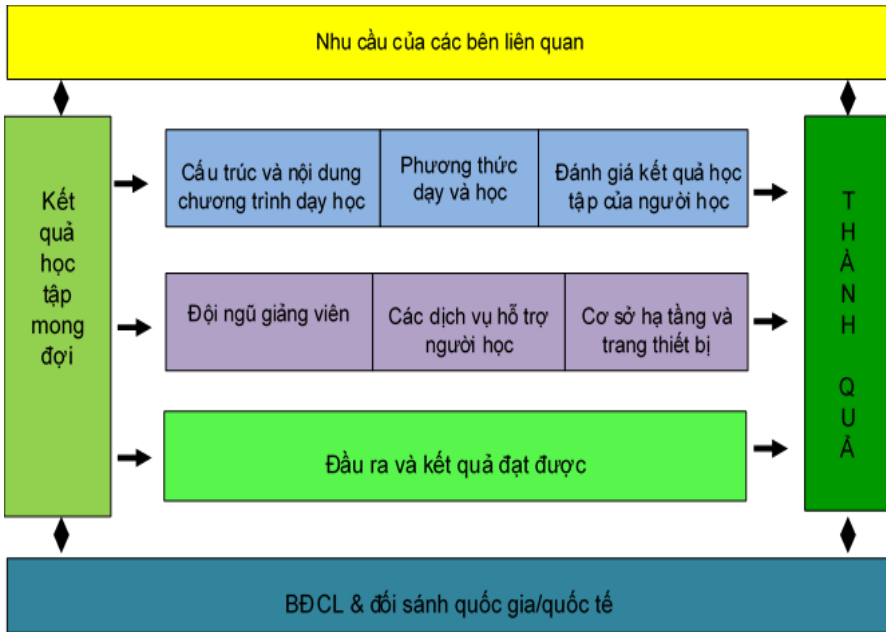 Nhu cầu của các bên liên quan
Kết
quả
học
tập
mong
đợi
Cấu trúc và nội dung
chương trình dạy học
Phương thức
dạy và học
Đánh giá kết quả học
tập của người học
Đội ngũ giảng viên
Các dịch vụ hỗ trợ
người học
Cơ sở hạ tầng và
trang thiết bị
Đầu ra và kết quả đạt được
T
H
À
N
H
Q
U
Ả
BĐCL & đối sánh quốc gia/quốc tế